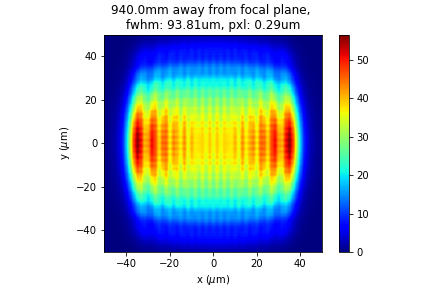 940.0mm away from focal plane,
fwhm: 93.81um, pxl: 0.29um
40
20
0
−20
−40
y (μm)
−40 −20 0 20 40
x (μm)
50
40
30
20
10
0